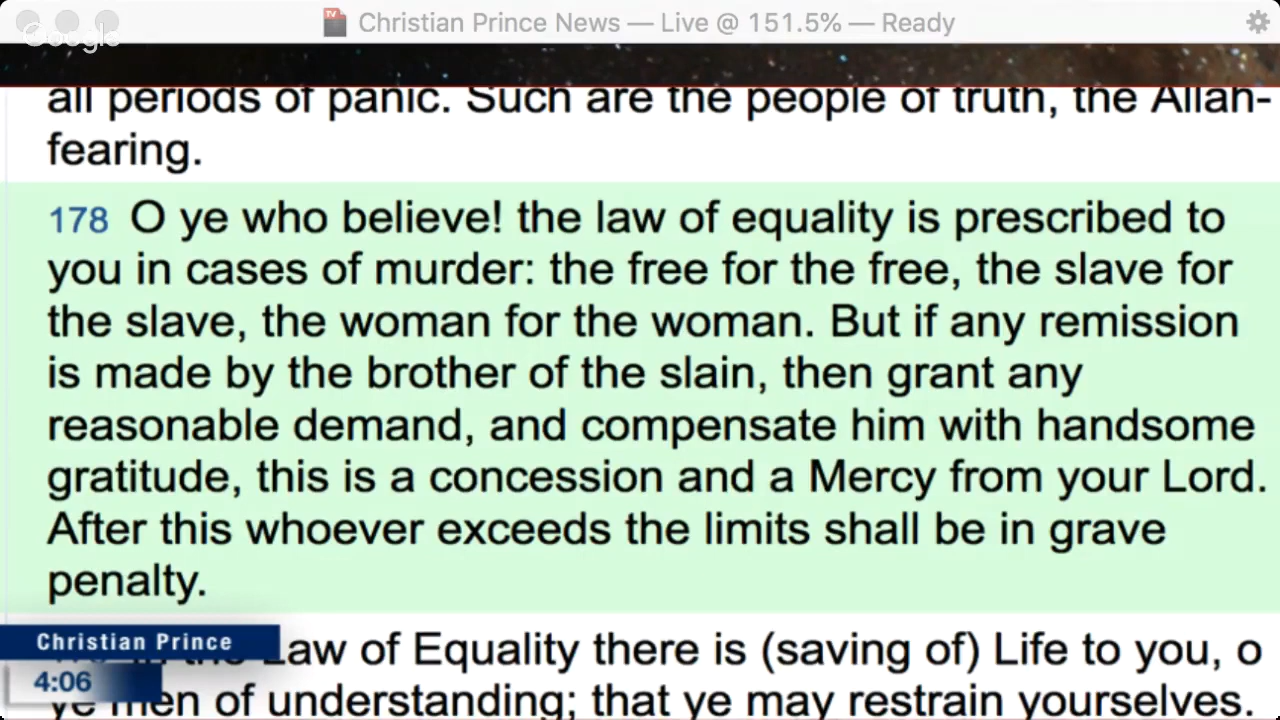 Christian Prince News — Live @ 151.5% — Ready
Google
all periods of panic. Such are the people of truth, the Allah-
fearing.
178 O ye who believe! the law of equality is prescribed to
you in cases of murder: the free for the free, the slave for
the slave, the woman for the woman. But if any remission
is made by the brother of the slain, then grant any
reasonable demand, and compensate him with handsome
gratitude, this is a concession and a Mercy from your Lord.
After this whoever exceeds the limits shall be in grave
penalty.
the Law of Equality there is (saving of) Life to you, o
ye men of understanding; that ye may restrain yourselves.
Christian Prince
4:06